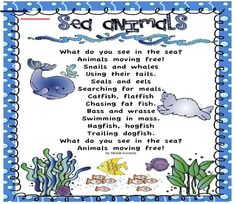 Sea Animals
What do you see in the sea?
Animals moving free!
Snails and whales
Using their tails.
Seals and eels
Searching for meals.
Catfish, flatfish
Chasing fat fish.
Bass and wrasse
Swimming in mass.
Hagfish, hogfish
Trailing dogfish.
What do you see in the sea?
Animals moving free!